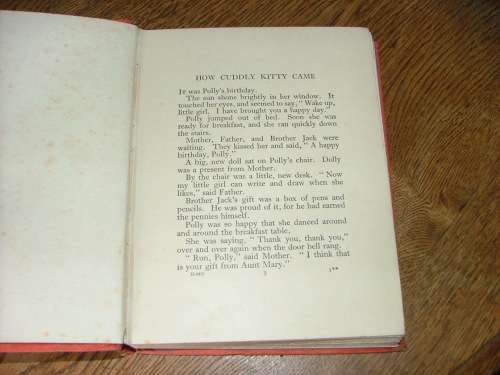 HOW CUDDLY KITTY CAME
IT was Polly's birthday.
The sun shone brightly in her window. It
touched her eyes, and seemed to say, "Wake up,
little girl. I have brought you a happy day."
Polly jumped out of bed. Soon she was
ready for breakfast, and she ran quickly down
the stairs.
Mother, Father, and Brother Jack were
waiting. They kissed her and said, "A happy
birthday, Polly."
A big, new doll sat on Polly's chair. Dolly
was a present from Mother.
By the chair was a little, new desk. "Now
my little girl can write and draw when she
likes," said Father.
Brother Jack's gift was a box of pens and
pencils. He was proud of it, for he had earned
the pennies himself.
Polly was so happy that she danced around
and around the breakfast table.
She was saying, "Thank you, thank you,"
over and over again when the door bell rang.
"Run, Polly," said Mother. "I think that
is your gift from Aunt Mary."